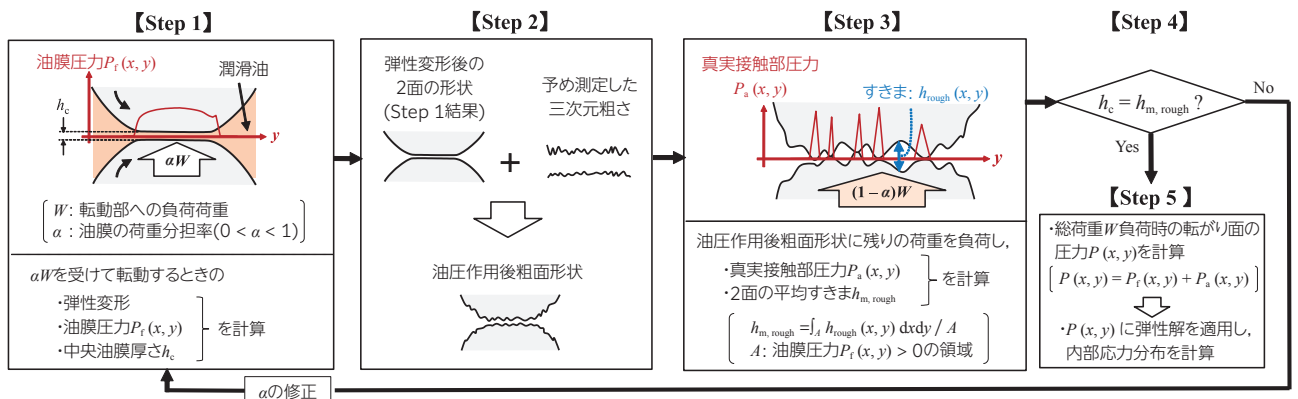 【Step 1】
油膜圧力Pf (x, y)
潤滑油
hc
y
αW
W: 転動部への負荷荷重
α : 油膜の荷重分担率(0 < α < 1)
αWを受けて転動するときの
・弾性変形
・油膜圧力Pf (x, y)
・中央油膜厚さhc
を計算
【Step 2】
弾性変形後の
2面の形状
(Step 1結果)
予め測定した
三次元粗さ
油圧作用後粗面形状
【Step 3】
真実接触部圧力
Pa (x, y)
すきま: hrough (x, y)
y
(1 – α)W
油圧作用後粗面形状に残りの荷重を負荷し,
・真実接触部圧力Pa (x, y)
・2面の平均すきまhm, rough
を計算
hm, rough =∫A hrough (x, y) dxdy / A
A: 油膜圧力Pf (x, y) > 0の領域
【Step 4】
hc = hm, rough ?
No
Yes
【Step 5】
・総荷重W負荷時の転がり面の
圧力P (x, y)を計算
P (x, y) = Pf (x, y) + Pa (x, y)
・P (x, y) に弾性解を適用し,
内部応力分布を計算
αの修正